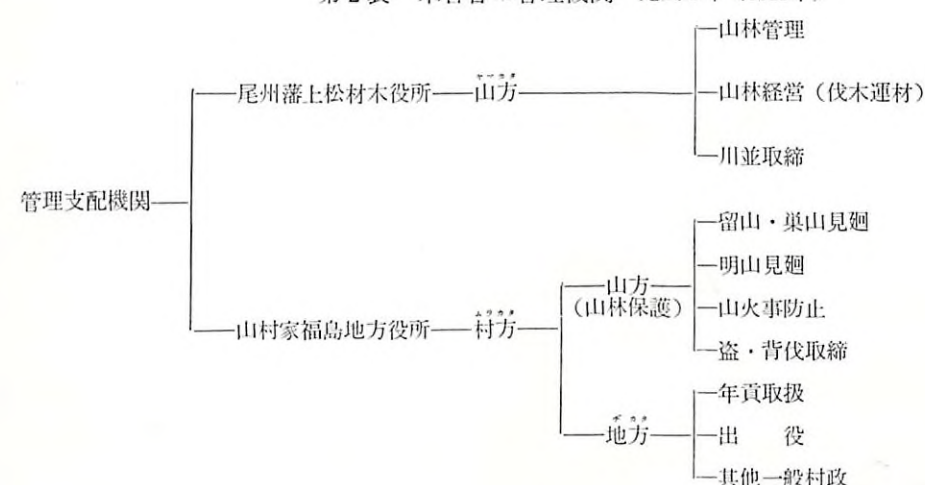 山林管理
尾州藩上松材木役所 山方 山林経営（伐木運材）
ヤマカタ
川並取締
管理支配機関
留山・巣山見廻
明山見廻
山方
（山林保護） 山火事防止
山村家福島地方役所 村方
ムラカタ
盗・背伐取締
年貢取扱
地方 出役
ヂカタ
其他一般村政